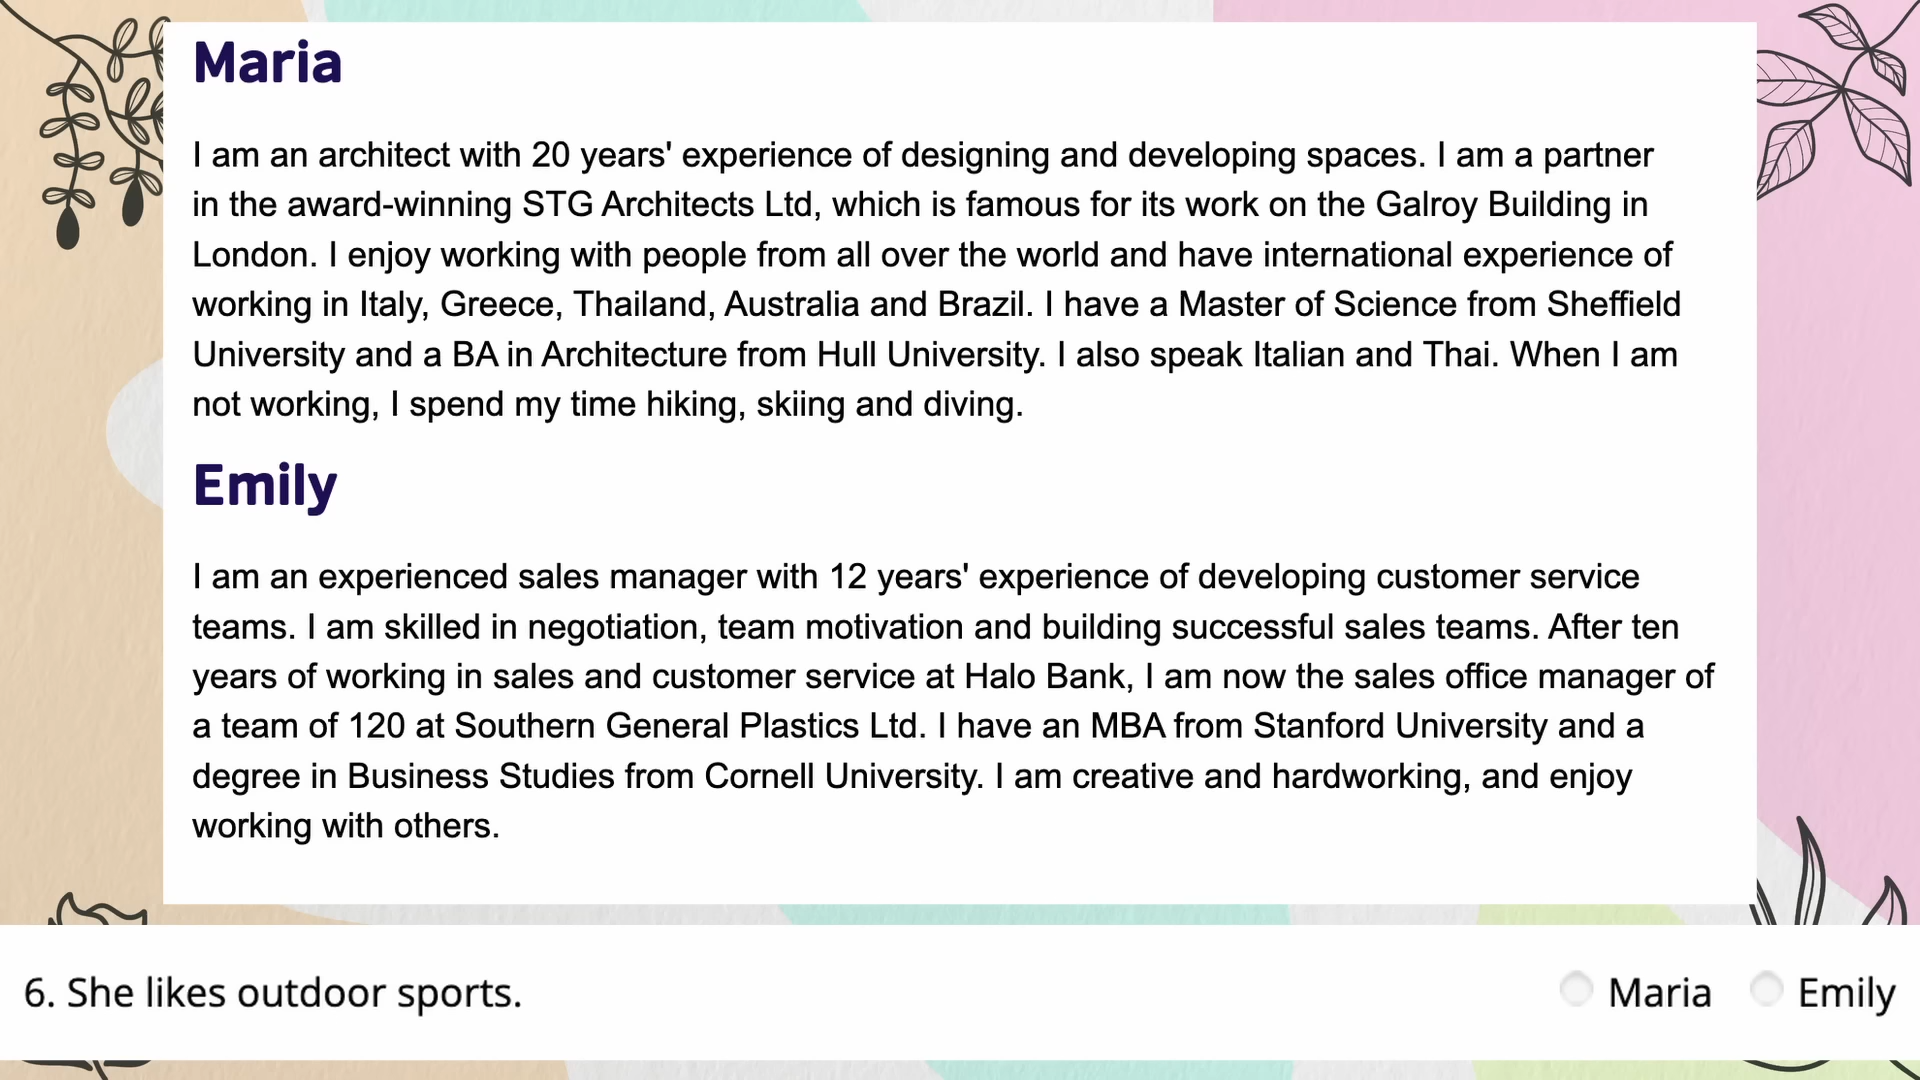 Maria
I am an architect with 20 years' experience of designing and developing spaces. I am a partner
in the award-winning STG Architects Ltd, which is famous for its work on the Galroy Building in
London. I enjoy working with people from all over the world and have international experience of
working in Italy, Greece, Thailand, Australia and Brazil. I have a Master of Science from Sheffield
University and a BA in Architecture from Hull University. I also speak Italian and Thai. When I am
not working, I spend my time hiking, skiing and diving.
Emily
I am an experienced sales manager with 12 years' experience of developing customer service
teams. I am skilled in negotiation, team motivation and building successful sales teams. After ten
years of working in sales and customer service at Halo Bank, I am now the sales office manager of
a team of 120 at Southern General Plastics Ltd. I have an MBA from Stanford University and a
degree in Business Studies from Cornell University. I am creative and hardworking, and enjoy
working with others.
6. She likes outdoor sports. Maria Emily